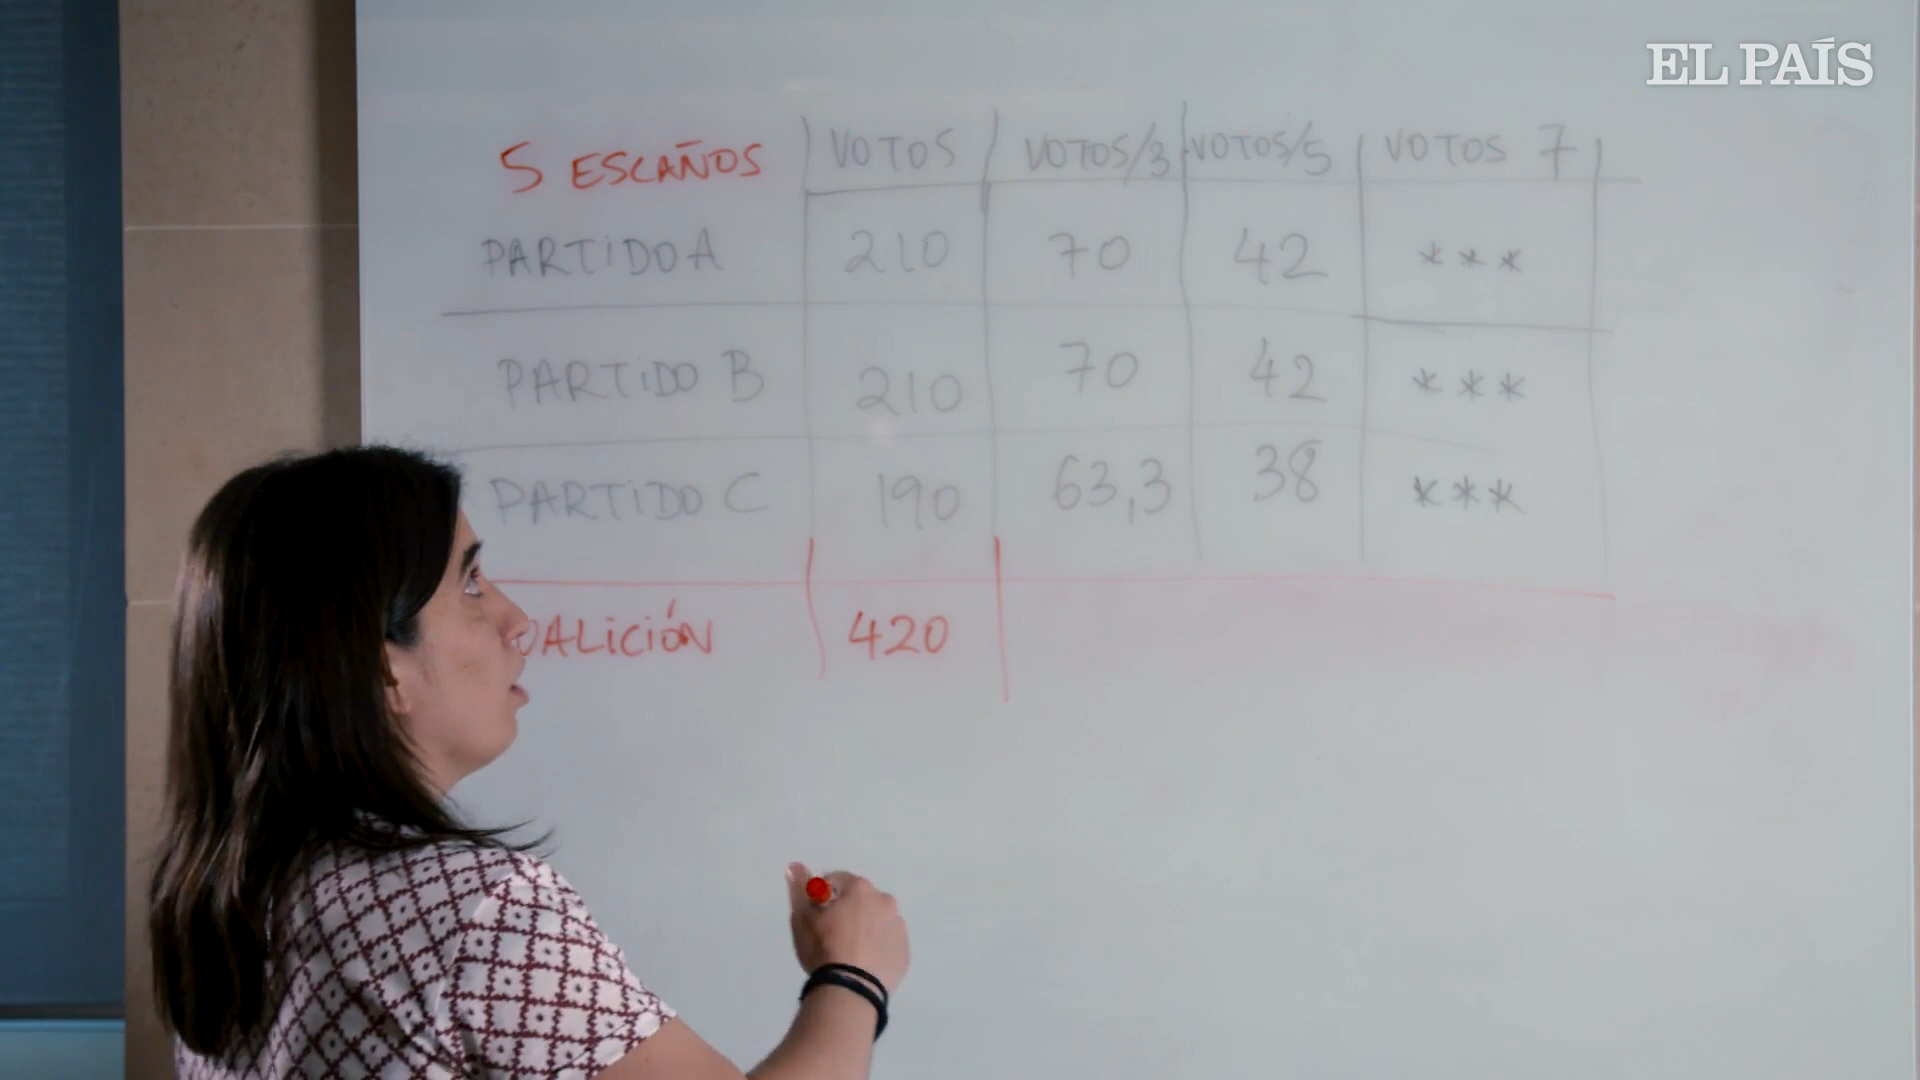 EL PAÍS
5 ESCAÑOS VOTOS VOTOS/3 VOTOS/5 VOTOS 7
PARTIDO A 210 70 42 ***
PARTIDO B 210 70 42 ***
PARTIDO C 190 63,3 38 ***
OALICIÓN 420